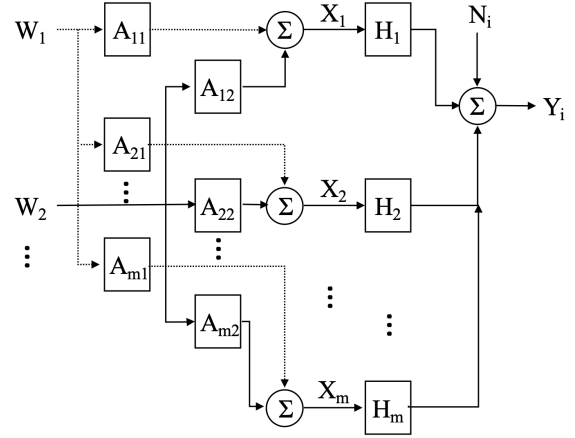 W₁ A₁₁ Σ X₁ H₁ Nᵢ
A₁₂ Σ Yᵢ
A₂₁
W₂ A₂₂ Σ X₂ H₂
Aₘ₁
Aₘ₂
Σ Xₘ Hₘ